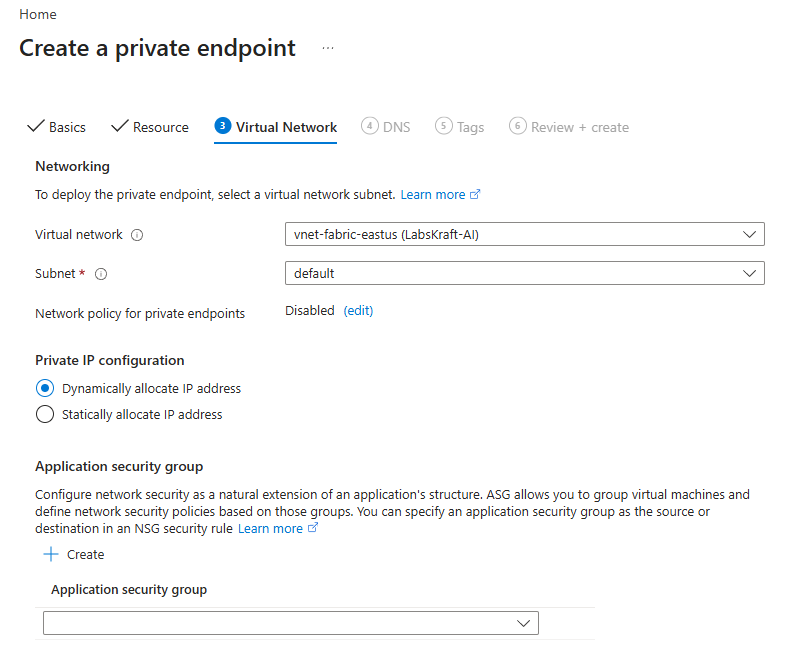 Home
Create a private endpoint ...
Basics Resource 3 Virtual Network 4 DNS 5 Tags 6 Review + create
Networking
To deploy the private endpoint, select a virtual network subnet. Learn more
Virtual network vnet-fabric-eastus (LabsKraft-AI)
Subnet * default
Network policy for private endpoints Disabled (edit)
Private IP configuration
Dynamically allocate IP address
Statically allocate IP address
Application security group
Configure network security as a natural extension of an application's structure. ASG allows you to group virtual machines and
define network security policies based on those groups. You can specify an application security group as the source or
destination in an NSG security rule Learn more
+ Create
Application security group